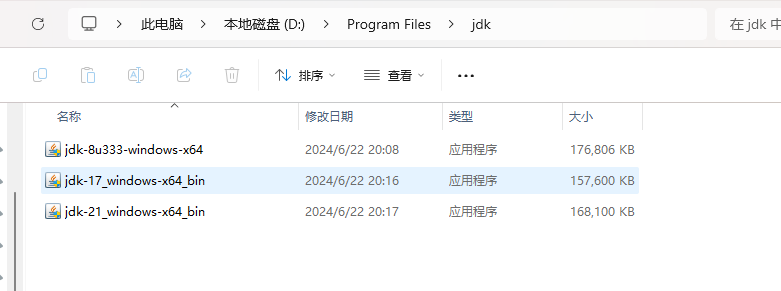 此电脑 > 本地磁盘 (D:) > Program Files > jdk 在 jdk 中
排序 查看
名称 修改日期 类型 大小
jdk-8u333-windows-x64 2024/6/22 20:08 应用程序 176,806 KB
jdk-17_windows-x64_bin 2024/6/22 20:16 应用程序 157,600 KB
jdk-21_windows-x64_bin 2024/6/22 20:17 应用程序 168,100 KB